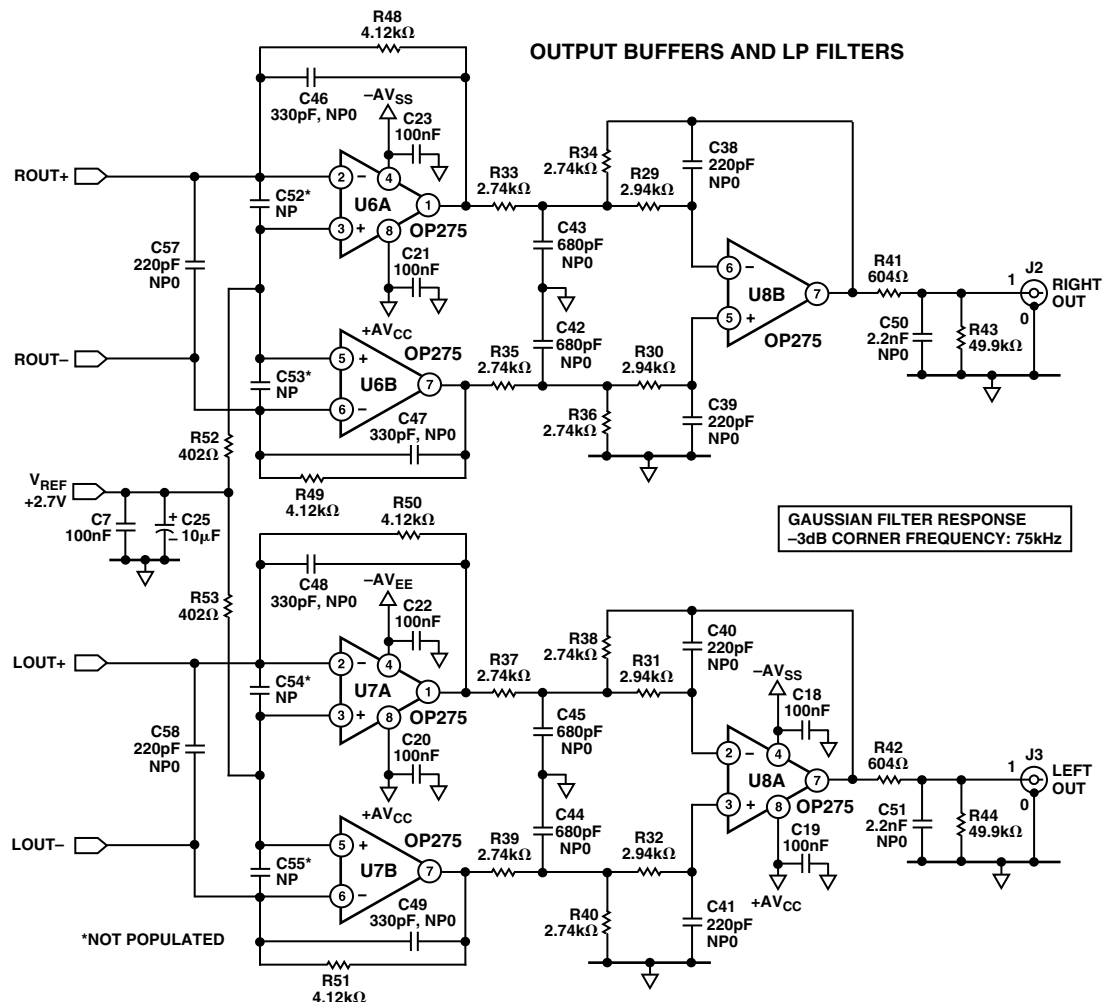 OUTPUT BUFFERS AND LP FILTERS
R48
4.12kΩ
C46
330pF, NP0
–AVSS
C23
100nF
ROUT+
C52*
NP
2 –
3 +
U6A
4
8
1
OP275
C21
100nF
C57
220pF
NP0
+AVCC
ROUT–
C53*
NP
5 +
6 –
U6B
7
OP275
C47
330pF, NP0
R49
4.12kΩ
R33
2.74kΩ
R34
2.74kΩ
R29
2.94kΩ
C38
220pF
NP0
C43
680pF
NP0
C42
680pF
NP0
R35
2.74kΩ
R30
2.94kΩ
R36
2.74kΩ
C39
220pF
NP0
6 –
5 +
U8B
7
OP275
R41
604Ω
C50
2.2nF
NP0
R43
49.9kΩ
1
0
J2
RIGHT
OUT
R52
402Ω
VREF
+2.7V
C7
100nF
+
–
C25
10µF
R53
402Ω
GAUSSIAN FILTER RESPONSE
–3dB CORNER FREQUENCY: 75kHz
R50
4.12kΩ
C48
330pF, NP0
–AVEE
C22
100nF
LOUT+
C54*
NP
2 –
3 +
U7A
4
8
1
OP275
C20
100nF
C58
220pF
NP0
+AVCC
LOUT–
C55*
NP
5 +
6 –
U7B
7
OP275
C49
330pF, NP0
R51
4.12kΩ
R37
2.74kΩ
R38
2.74kΩ
R31
2.94kΩ
C40
220pF
NP0
C45
680pF
NP0
C44
680pF
NP0
R39
2.74kΩ
R32
2.94kΩ
R40
2.74kΩ
C41
220pF
NP0
–AVSS
C18
100nF
2 –
3 +
U8A
4
8
7
OP275
C19
100nF
+AVCC
R42
604Ω
C51
2.2nF
NP0
R44
49.9kΩ
1
0
J3
LEFT
OUT
*NOT POPULATED